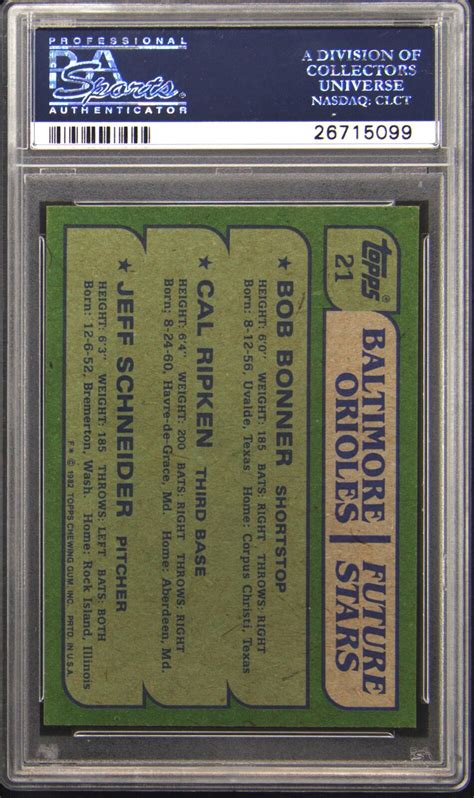 PROFESSIONAL
PSA
Sports
AUTHENTICATOR
A DIVISION OF
COLLECTORS
UNIVERSE
NASDAQ: CLCT
26715099
topps
21
BALTIMORE
ORIOLES
FUTURE
STARS
★ BOB BONNER SHORTSTOP
HEIGHT: 6'0" WEIGHT: 185 BATS: RIGHT THROWS: RIGHT
Born: 8-12-56, Uvalde, Texas Home: Corpus Christi, Texas
★ CAL RIPKEN THIRD BASE
HEIGHT: 6'4" WEIGHT: 200 BATS: RIGHT THROWS: RIGHT
Born: 8-24-60, Havre-de-Grace, Md. Home: Aberdeen, Md.
★ JEFF SCHNEIDER PITCHER
HEIGHT: 6'3" WEIGHT: 185 THROWS: LEFT BATS: BOTH
Born: 12-6-52, Bremerton, Wash. Home: Rock Island, Illinois
F.* © 1982 TOPPS CHEWING GUM, INC. PRTD. IN U.S.A.